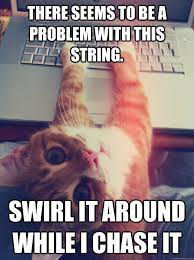 THERE SEEMS TO BE A
PROBLEM WITH THIS
STRING.
SWIRL IT AROUND
WHILE I CHASE IT